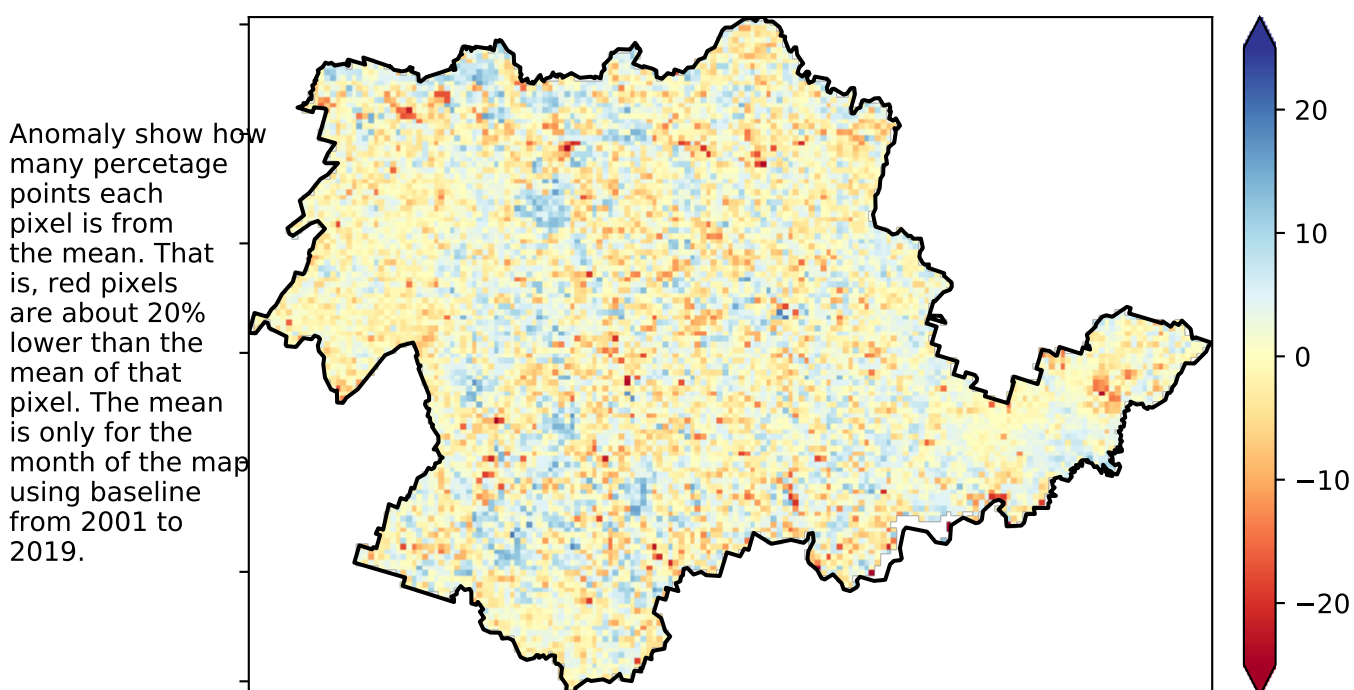 Anomaly show how
many percetage
points each
pixel is from
the mean. That
is, red pixels
are about 20%
lower than the
mean of that
pixel. The mean
is only for the
month of the map
using baseline
from 2001 to
2019.
20
10
0
−10
−20